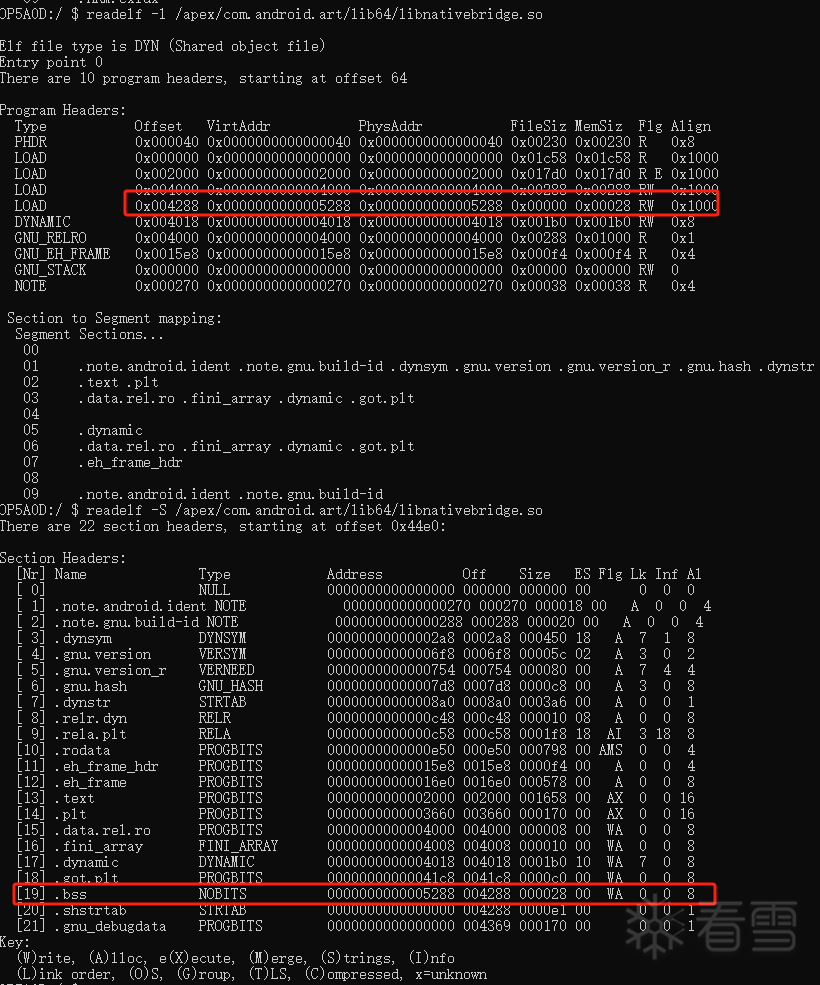 OP5A0D:/ $ readelf -l /apex/com.android.art/lib64/libnativebridge.so
Elf file type is DYN (Shared object file)
Entry point 0
There are 10 program headers, starting at offset 64
Program Headers:
  Type           Offset   VirtAddr           PhysAddr           FileSiz MemSiz  Flg Align
  PHDR           0x000040 0x0000000000000040 0x0000000000000040 0x00230 0x00230 R   0x8
  LOAD           0x000000 0x0000000000000000 0x0000000000000000 0x01c58 0x01c58 R   0x1000
  LOAD           0x002000 0x0000000000002000 0x0000000000002000 0x017d0 0x017d0 R E 0x1000
  LOAD           0x004000 0x0000000000004000 0x0000000000004000 0x00288 0x00288 RW  0x1000
  LOAD           0x004288 0x0000000000005288 0x0000000000005288 0x00000 0x00028 RW  0x1000
  DYNAMIC        0x004018 0x0000000000004018 0x0000000000004018 0x001b0 0x001b0 RW  0x8
  GNU_RELRO      0x004000 0x0000000000004000 0x0000000000004000 0x00288 0x01000 R   0x1
  GNU_EH_FRAME   0x0015e8 0x00000000000015e8 0x00000000000015e8 0x000f4 0x000f4 R   0x4
  GNU_STACK      0x000000 0x0000000000000000 0x0000000000000000 0x00000 0x00000 RW  0
  NOTE           0x000270 0x0000000000000270 0x0000000000000270 0x00038 0x00038 R   0x4
 Section to Segment mapping:
  Segment Sections...
   00
   01     .note.android.ident .note.gnu.build-id .dynsym .gnu.version .gnu.version_r .gnu.hash .dynstr
   02     .text .plt
   03     .data.rel.ro .fini_array .dynamic .got.plt
   04
   05     .dynamic
   06     .data.rel.ro .fini_array .dynamic .got.plt
   07     .eh_frame_hdr
   08
   09     .note.android.ident .note.gnu.build-id
OP5A0D:/ $ readelf -S /apex/com.android.art/lib64/libnativebridge.so
There are 22 section headers, starting at offset 0x44e0:
Section Headers:
  [Nr] Name              Type            Address          Off    Size   ES Flg Lk Inf Al
  [ 0]                   NULL            0000000000000000 000000 000000 00      0   0  0
  [ 1] .note.android.ident NOTE            0000000000000270 000270 000018 00   A  0   0  4
  [ 2] .note.gnu.build-id NOTE            0000000000000288 000288 000020 00   A  0   0  4
  [ 3] .dynsym           DYNSYM          00000000000002a8 0002a8 000450 18   A  7   1  8
  [ 4] .gnu.version      VERSYM          00000000000006f8 0006f8 00005c 02   A  3   0  2
  [ 5] .gnu.version_r    VERNEED         0000000000000754 000754 000080 00   A  7   4  4
  [ 6] .gnu.hash         GNU_HASH        00000000000007d8 0007d8 0000c8 00   A  3   0  8
  [ 7] .dynstr           STRTAB          00000000000008a0 0008a0 0003a6 00   A  0   0  1
  [ 8] .relr.dyn         RELR            0000000000000c48 000c48 000010 08   A  0   0  8
  [ 9] .rela.plt         RELA            0000000000000c58 000c58 0001f8 18  AI  3  18  8
  [10] .rodata           PROGBITS        0000000000000e50 000e50 000798 00 AMS  0   0  4
  [11] .eh_frame_hdr     PROGBITS        00000000000015e8 0015e8 0000f4 00   A  0   0  4
  [12] .eh_frame         PROGBITS        00000000000016e0 0016e0 000578 00   A  0   0  8
  [13] .text             PROGBITS        0000000000002000 002000 001658 00  AX  0   0 16
  [14] .plt              PROGBITS        0000000000003660 003660 000170 00  AX  0   0 16
  [15] .data.rel.ro      PROGBITS        0000000000004000 004000 000008 00  WA  0   0  8
  [16] .fini_array       FINI_ARRAY      0000000000004008 004008 000010 00  WA  0   0  8
  [17] .dynamic          DYNAMIC         0000000000004018 004018 0001b0 10  WA  7   0  8
  [18] .got.plt          PROGBITS        00000000000041c8 0041c8 0000c0 00  WA  0   0  8
  [19] .bss              NOBITS          0000000000005288 004288 000028 00  WA  0   0  8
  [20] .shstrtab         STRTAB          0000000000000000 004288 0000e1 00      0   0  1
  [21] .gnu_debugdata    PROGBITS        0000000000000000 004369 000170 00      0   0  1
Key:
  (W)rite, (A)lloc, e(X)ecute, (M)erge, (S)trings, (I)nfo
  (L)ink order, (O)S, (G)roup, (T)LS, (C)ompressed, x=unknown
看雪